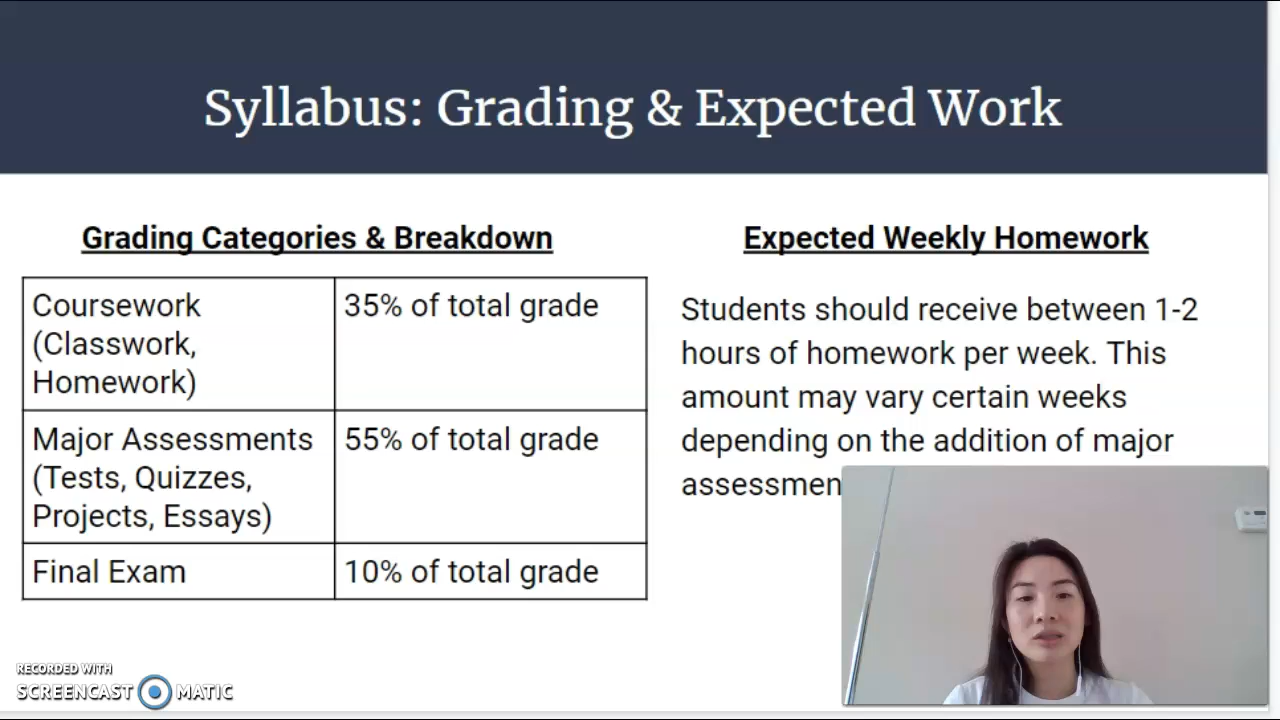 Syllabus: Grading & Expected Work
Grading Categories & Breakdown
Coursework
(Classwork,
Homework)
35% of total grade
Major Assessments
(Tests, Quizzes,
Projects, Essays)
55% of total grade
Final Exam
10% of total grade
Expected Weekly Homework
Students should receive between 1-2
hours of homework per week. This
amount may vary certain weeks
depending on the addition of major
assessmen
RECORDED WITH
SCREENCAST MATIC